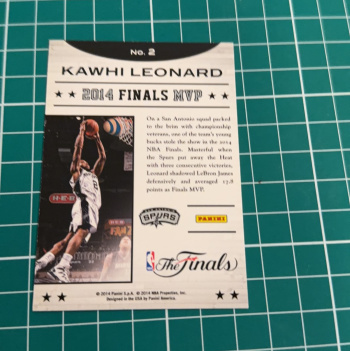 No. 2
KAWHI LEONARD
2014 FINALS MVP
On a San Antonio squad packed
to the brim with championship
veterans, one of the team's young
bucks stole the show in the 2014
NBA Finals. Masterful when
the Spurs put away the Heat
with three consecutive victories,
Leonard shadowed LeBron James
defensively and averaged 17.8
points as Finals MVP.
H-E-B
SPURS
PANINI
The Finals
© 2014 Panini S.p.A. © 2014 NBA Properties, Inc.
Designed in the USA by Panini America.